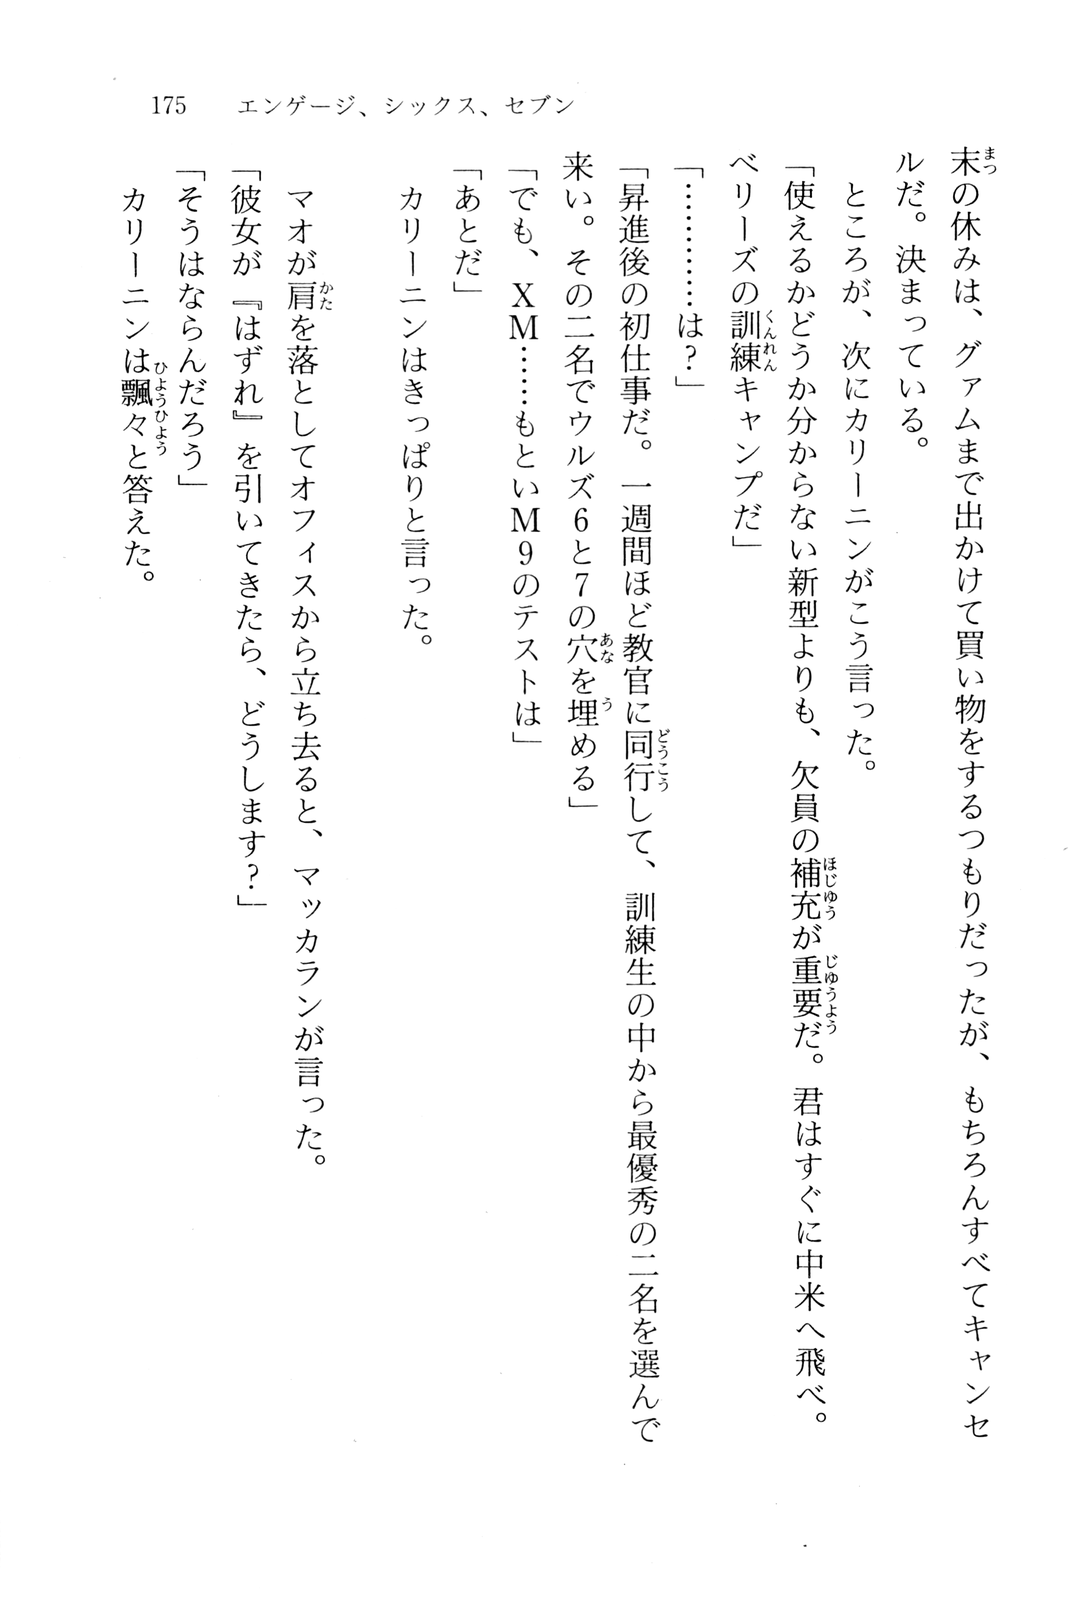 175　エンゲージ、シックス、セブン
末の休みは、グァムまで出かけて買い物をするつもりだったが、もちろんすべてキャンセ
ルだ。決まっている。
　ところが、次にカリーニンがこう言った。
「使えるかどうか分からない新型よりも、欠員の補充が重要だ。君はすぐに中米へ飛べ。
ベリーズの訓練キャンプだ」
「…………は?」
「昇進後の初仕事だ。一週間ほど教官に同行して、訓練生の中から最優秀の二名を選んで
来い。その二名でウルズ6と7の穴を埋める」
「でも、XM……もといM9のテストは」
「あとだ」
　カリーニンはきっぱりと言った。
　マオが肩を落としてオフィスから立ち去ると、マッカランが言った。
「彼女が『はずれ』を引いてきたら、どうします?」
「そうはならんだろう」
　カリーニンは飄々と答えた。